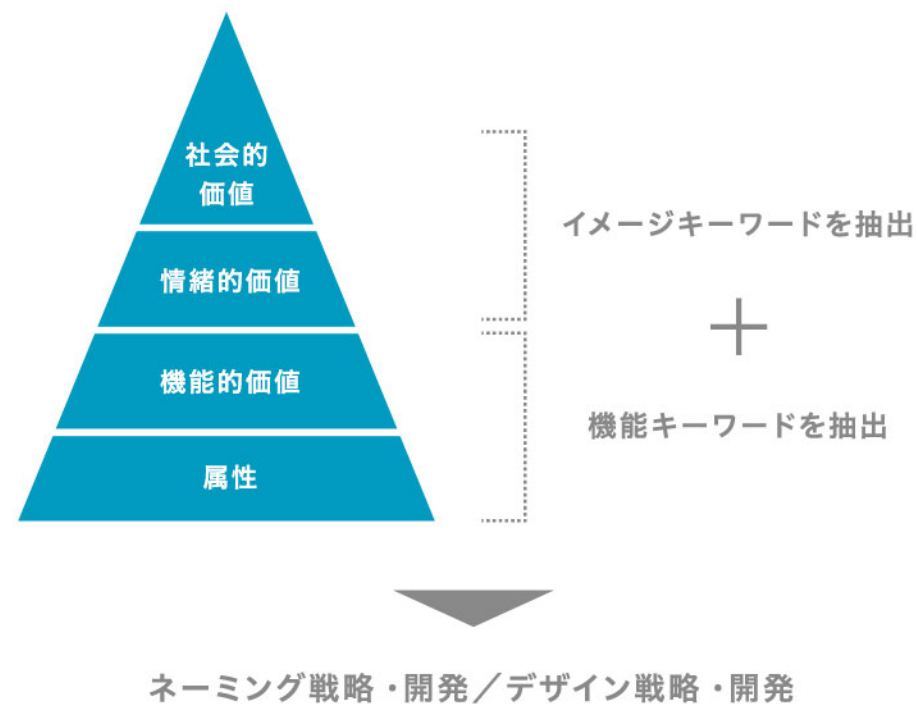 社会的
価値
情緒的価値
機能的価値
属性
イメージキーワードを抽出
＋
機能キーワードを抽出
ネーミング戦略・開発／デザイン戦略・開発